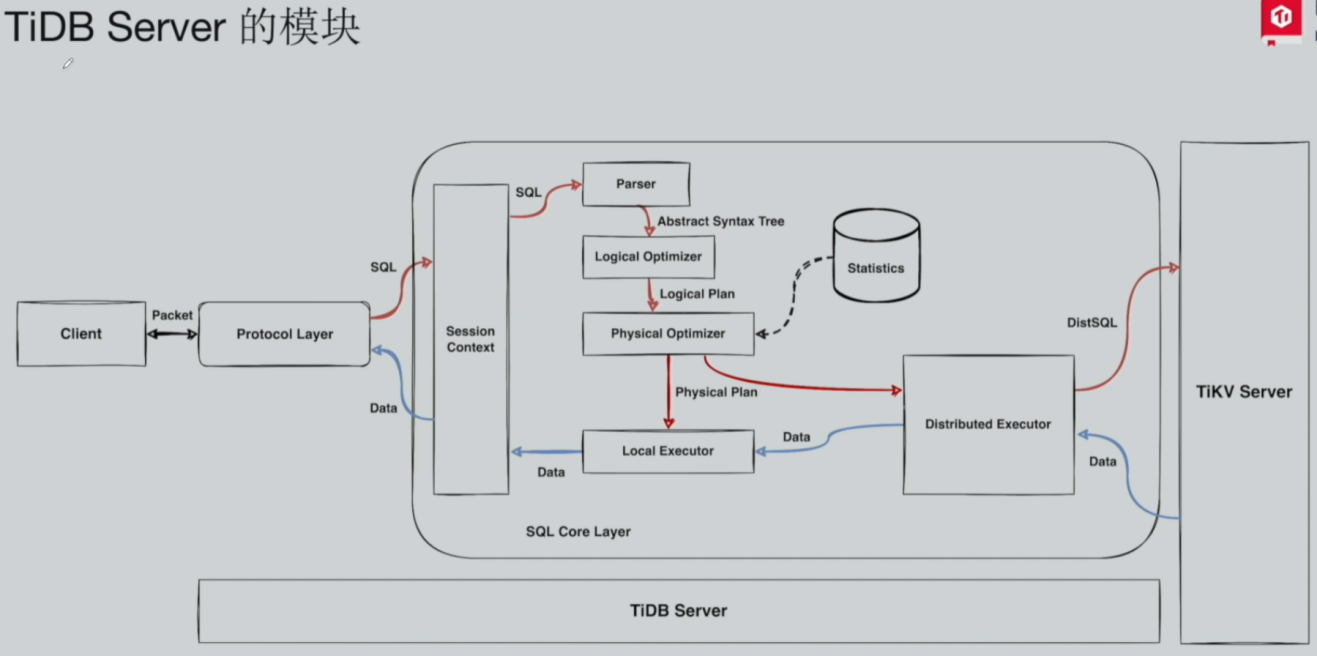 TiDB Server 的模块
SQL
Parser
Abstract Syntax Tree
Logical Optimizer
Statistics
SQL
Logical Plan
Packet
Client
Protocol Layer
Session
Context
Physical Optimizer
DistSQL
Physical Plan
TiKV Server
Data
Distributed Executor
Data
Local Executor
Data
Data
SQL Core Layer
TiDB Server